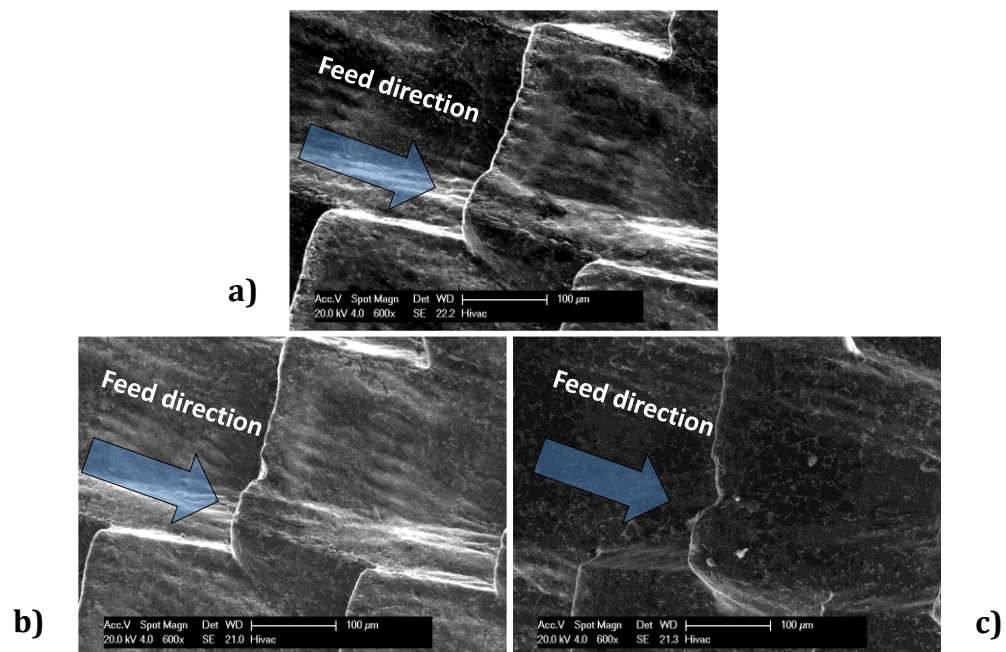 Feed direction
a)
Acc.V Spot Magn Det WD 100 µm
20.0 kV 4.0 600x SE 22.2 Hivac
Feed direction
b)
Acc.V Spot Magn Det WD 100 µm
20.0 kV 4.0 600x SE 21.0 Hivac
Feed direction
Acc.V Spot Magn Det WD 100 µm
20.0 kV 4.0 600x SE 21.3 Hivac
c)